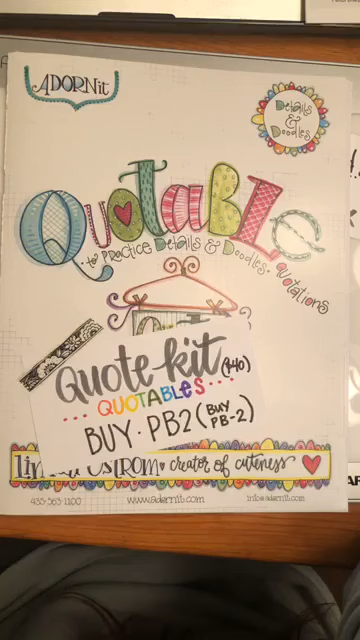 ADORNit
Details
&
Doodles
Quotable
to Practice Details & Doodles. Quotations
Quote-kit ($40)
... QUOTABLES...
BUY. PB2 (BUY PB-2)
creator of cuteness
435-563-1100 www.adornit.com info@adornit.com